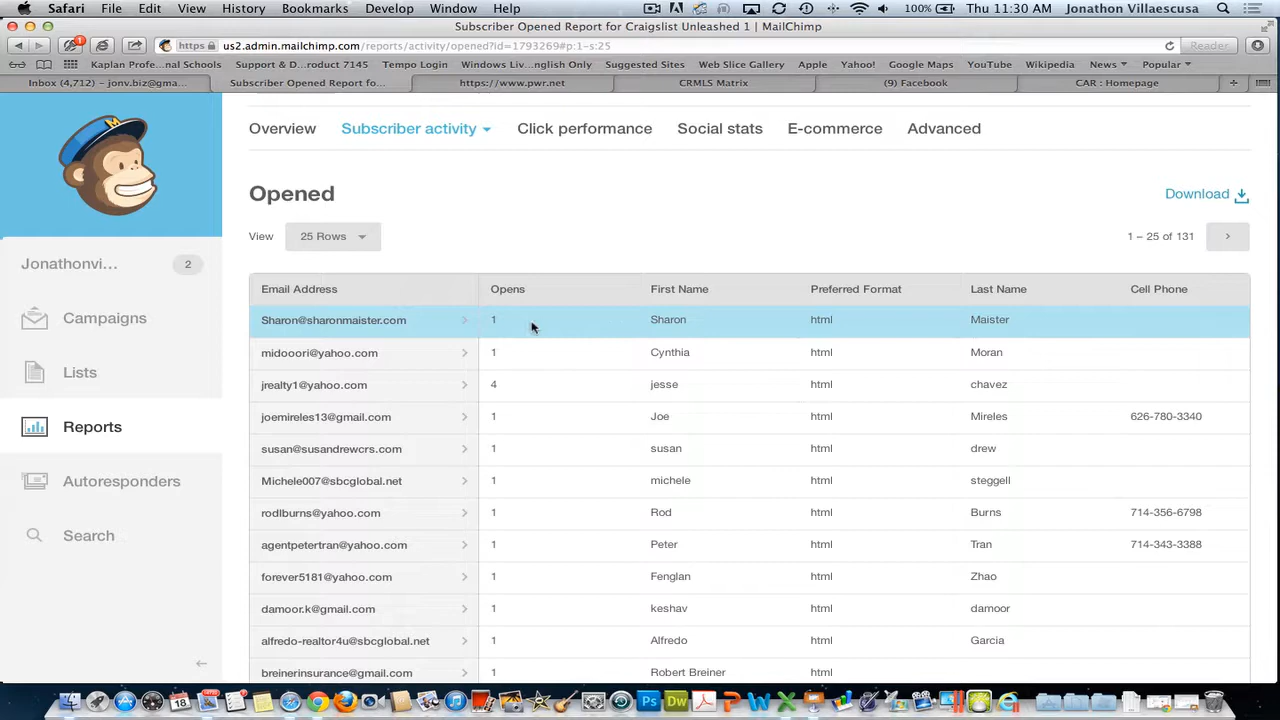 Safari File Edit View History Bookmarks Develop Window Help 100% Thu 11:30 AM Jonathon Villaescusa
Subscriber Opened Report for Craigslist Unleashed 1 | MailChimp
https us2.admin.mailchimp.com/reports/activity/opened?id=1793269#p:1-s:25 Reader
Kaplan Profe...nal Schools Support & D...roduct 7145 Tempo Login Windows Liv...nglish Only Suggested Sites Web Slice Gallery Apple Yahoo! Google Maps YouTube Wikipedia News Popular
Inbox (4,712) – jonv.biz@gma... Subscriber Opened Report fo... https://www.pwr.net CRMLS Matrix (9) Facebook CAR : Homepage
Overview Subscriber activity Click performance Social stats E-commerce Advanced
Opened
Download
View 25 Rows 1 – 25 of 131 >
Jonathonvi... 2
Campaigns
Lists
Reports
Autoresponders
Search
Email Address Opens First Name Preferred Format Last Name Cell Phone
Sharon@sharonmaister.com 1 Sharon html Maister
midooori@yahoo.com 1 Cynthia html Moran
jrealty1@yahoo.com 4 jesse html chavez
joemireles13@gmail.com 1 Joe html Mireles 626-780-3340
susan@susandrewcrs.com 1 susan html drew
Michele007@sbcglobal.net 1 michele html steggell
rodlburns@yahoo.com 1 Rod html Burns 714-356-6798
agentpetertran@yahoo.com 1 Peter html Tran 714-343-3388
forever5181@yahoo.com 1 Fenglan html Zhao
damoor.k@gmail.com 1 keshav html damoor
alfredo-realtor4u@sbcglobal.net 1 Alfredo html Garcia
breinerinsurance@gmail.com 1 Robert Breiner html
18
Ps Dw P W X